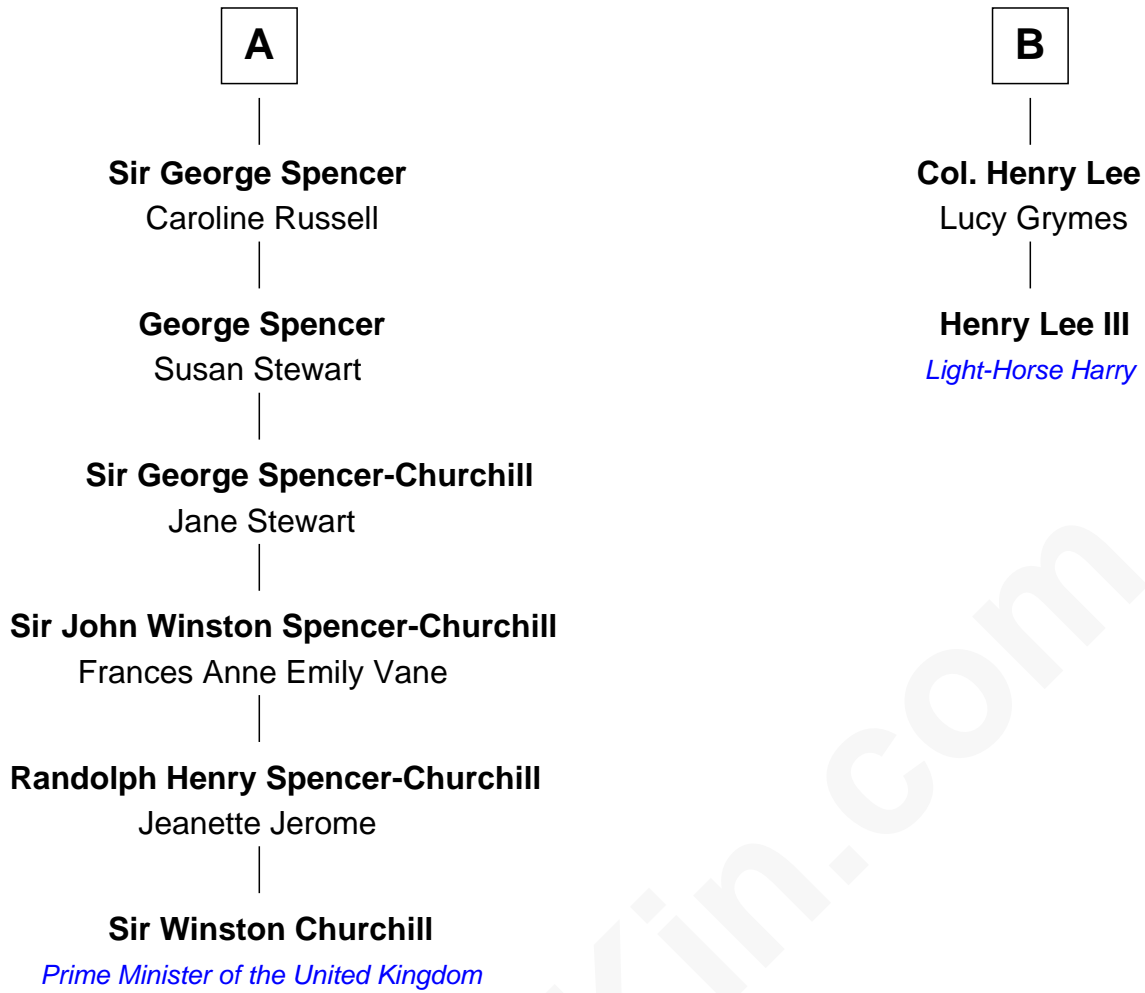 A
Sir George Spencer
Caroline Russell
George Spencer
Susan Stewart
Sir George Spencer-Churchill
Jane Stewart
Sir John Winston Spencer-Churchill
Frances Anne Emily Vane
Randolph Henry Spencer-Churchill
Jeanette Jerome
Sir Winston Churchill
Prime Minister of the United Kingdom
B
Col. Henry Lee
Lucy Grymes
Henry Lee III
Light-Horse Harry
kin.com